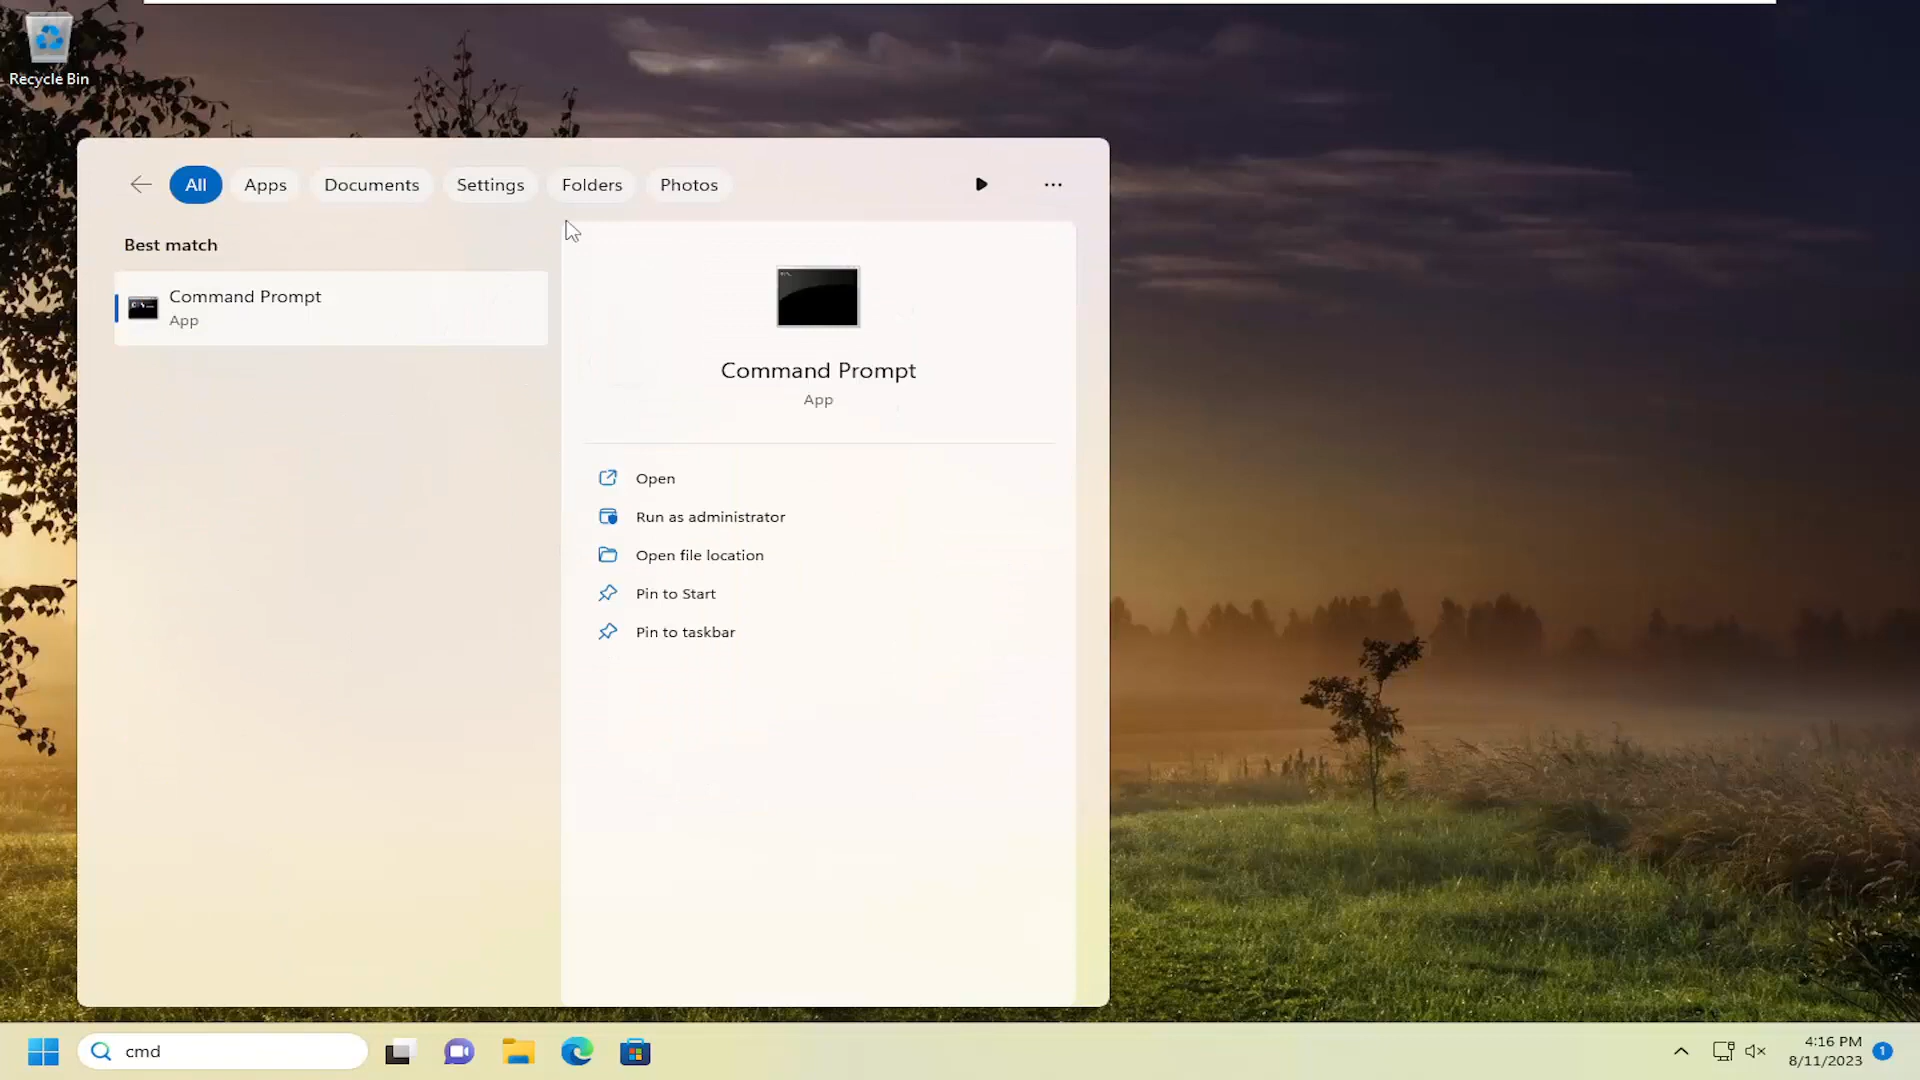 Recycle Bin
All
Apps
Documents
Settings
Folders
Photos
Best match
Command Prompt
App
Command Prompt
App
Open
Run as administrator
Open file location
Pin to Start
Pin to taskbar
cmd
4:16 PM
8/11/2023
1